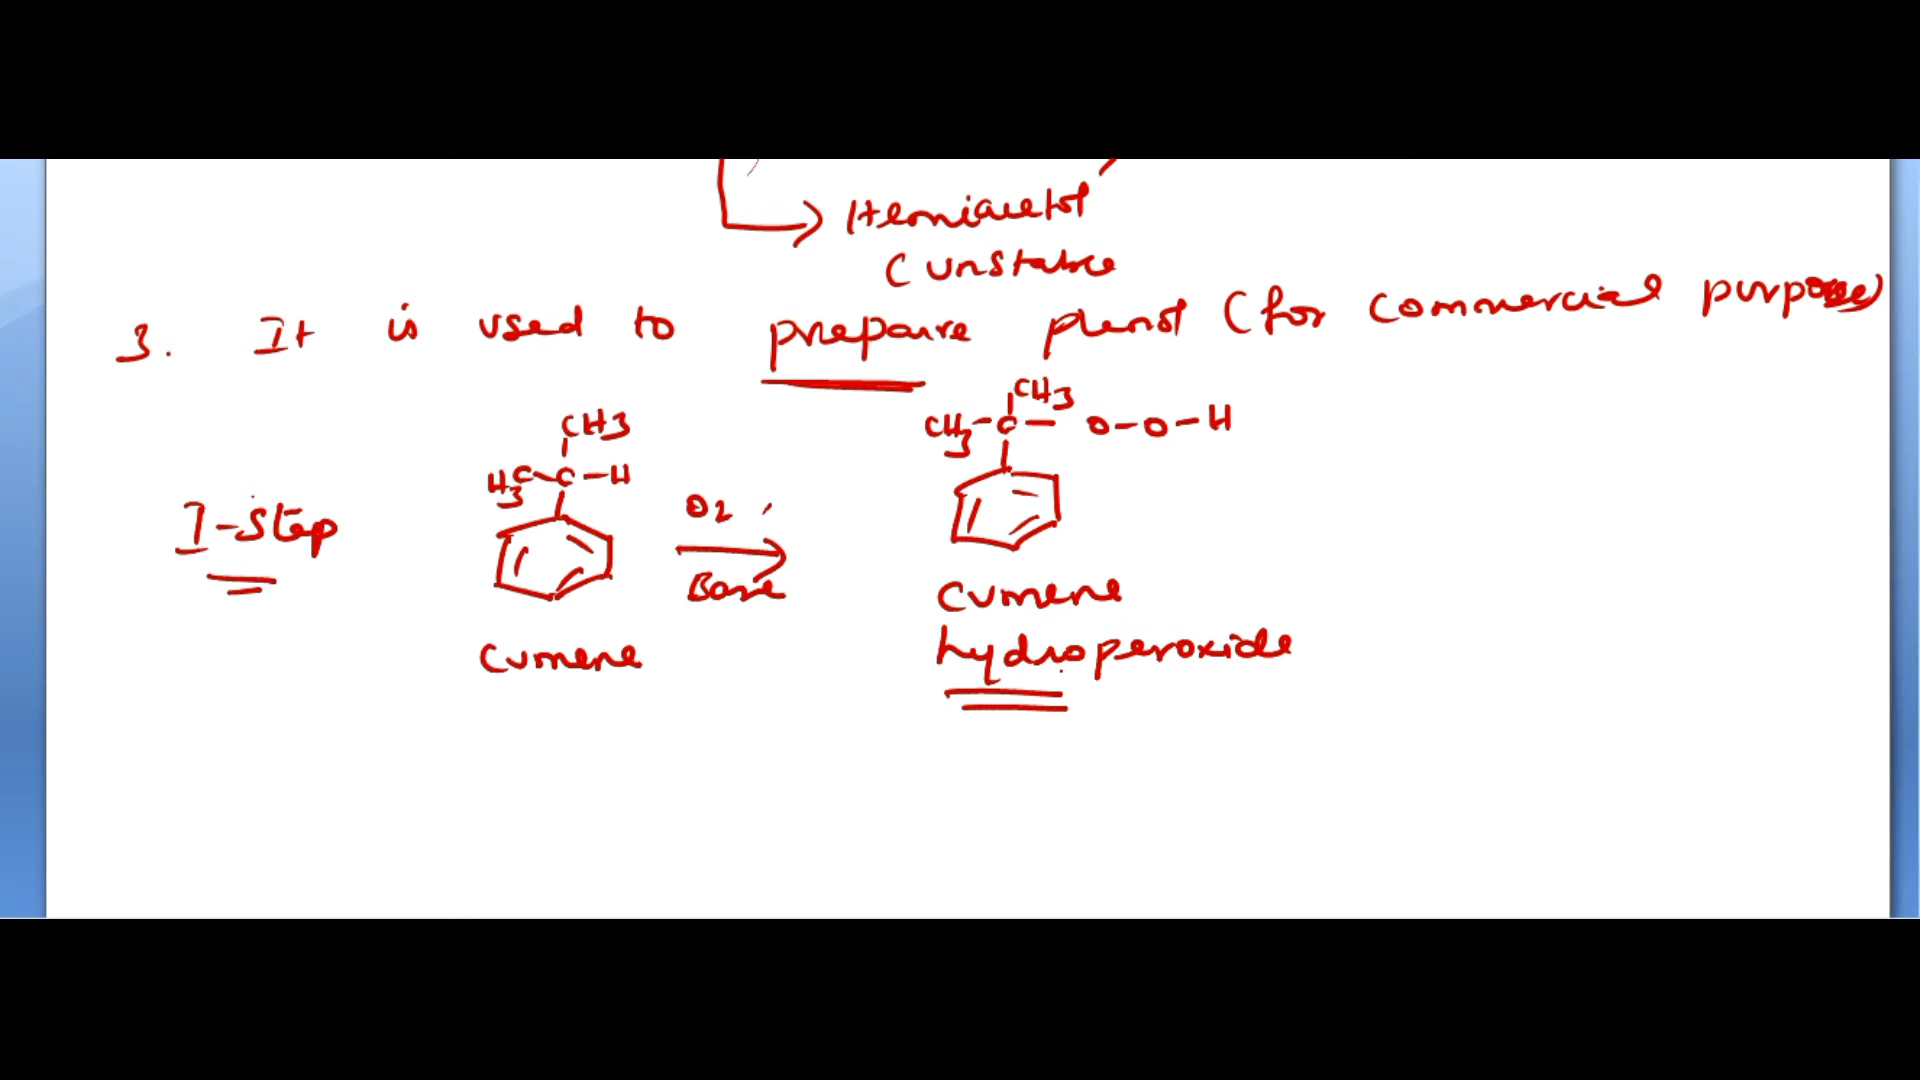 Hemiacetal
(unstable
3. It is used to prepare phenol (for commercial purpose)
CH3
CH3
CH3-C-O-O-H
H3C-C-H
I-Step
O2
Base
Cumene
hydroperoxide
Cumene